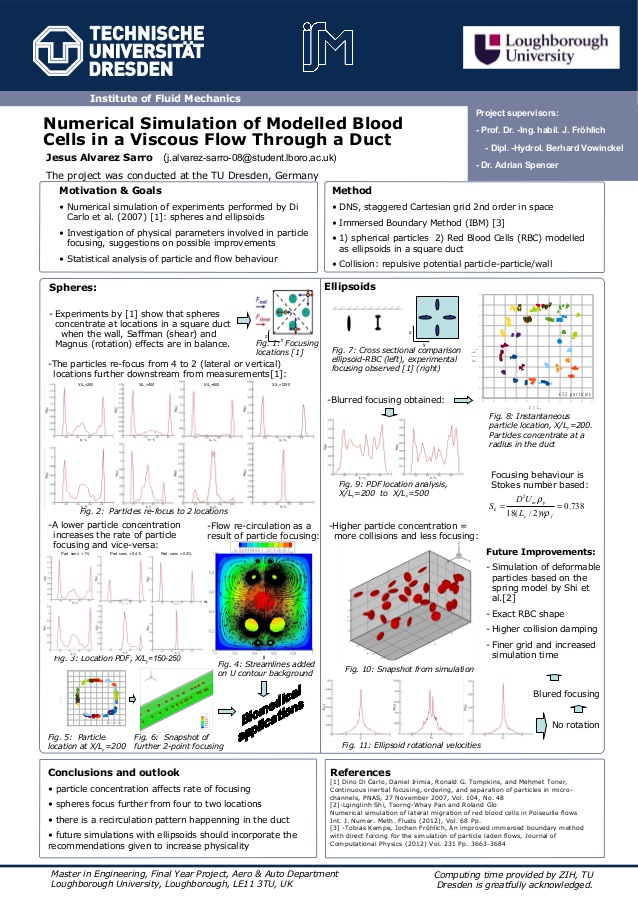 TECHNISCHE
UNIVERSITÄT
DRESDEN
Loughborough
University
Institute of Fluid Mechanics
Numerical Simulation of Modelled Blood
Cells in a Viscous Flow Through a Duct
Jesus Alvarez Sarro (j.alvarez-sarro-08@student.lboro.ac.uk)
The project was conducted at the TU Dresden, Germany
Project supervisors:
- Prof. Dr. -Ing. habil. J. Fröhlich
- Dipl. -Hydrol. Berhard Vowinckel
- Dr. Adrian Spencer
Motivation & Goals
• Numerical simulation of experiments performed by Di
Carlo et al. (2007) [1]: spheres and ellipsoids
• Investigation of physical parameters involved in particle
focusing, suggestions on possible improvements
• Statistical analysis of particle and flow behaviour
Method
• DNS, staggered Cartesian grid 2nd order in space
• Immersed Boundary Method (IBM) [3]
• 1) spherical particles 2) Red Blood Cells (RBC) modelled
as ellipsoids in a square duct
• Collision: repulsive potential particle-particle/wall
Spheres:
- Experiments by [1] show that spheres
concentrate at locations in a square duct
when the wall, Saffman (shear) and
Magnus (rotation) effects are in balance.
Fig. 1: Focusing
locations [1]
-The particles re-focus from 4 to 2 (lateral or vertical)
locations further downstream from measurements[1]:
Fig. 2: Particles re-focus to 2 locations
-A lower particle concentration
increases the rate of particle
focusing and vice-versa:
Part. conc. = 1% Part. conc. = 0.4% Part. conc. = 0.2%
Fig. 3: Location PDF, X/Ly=150-250
-Flow re-circulation as a
result of particle focusing:
Fig. 4: Streamlines added
on U contour background
Fig. 5: Particle
location at X/Ly=200
Fig. 6: Snapshot of
further 2-point focusing
Biomedical
applications
Ellipsoids
Fig. 7: Cross sectional comparison
ellipsoid-RBC (left), experimental
focusing observed [1] (right)
-Blurred focusing obtained:
Fig. 8: Instantaneous
particle location, X/Ly=200.
Particles concentrate at a
radius in the duct
Fig. 9: PDF location analysis,
X/Ly=200 to X/Ly=500
Focusing behaviour is
Stokes number based:
-Higher particle concentration =
more collisions and less focusing:
Fig. 10: Snapshot from simulation
Future Improvements:
- Simulation of deformable
particles based on the
spring model by Shi et
al.[2]
- Exact RBC shape
- Higher collision damping
- Finer grid and increased
simulation time
Blured focusing
No rotation
Fig. 11: Ellipsoid rotational velocities
Conclusions and outlook
• particle concentration affects rate of focusing
• spheres focus further from four to two locations
• there is a recirculation pattern happenning in the duct
• future simulations with ellipsoids should incorporate the
recommendations given to increase physicality
References
[1] Dino Di Carlo, Daniel Irimia, Ronald G. Tompkins, and Mehmet Toner,
Continuous inertial focusing, ordering, and separation of particles in micro-
channels, PNAS, 27 November 2007, Vol. 104, No. 48
[2]-Lginglinh Shi, Tsorng-Whay Pan and Roland Glo
Numerical simulation of lateral migration of red blood cells in Poiseuille flows
Int. J. Numer. Meth. Fluids (2012), Vol. 68 Pp.
[3] -Tobias Kempe, Jochen Fröhlich, An improved immersed boundary method
with direct forcing for the simulation of particle laden flows, Journal of
Computational Physics (2012) Vol. 231 Pp. 3663-3684
Master in Engineering, Final Year Project, Aero & Auto Department
Loughborough University, Loughborough, LE11 3TU, UK
Computing time provided by ZIH, TU
Dresden is greatfully acknowledged.